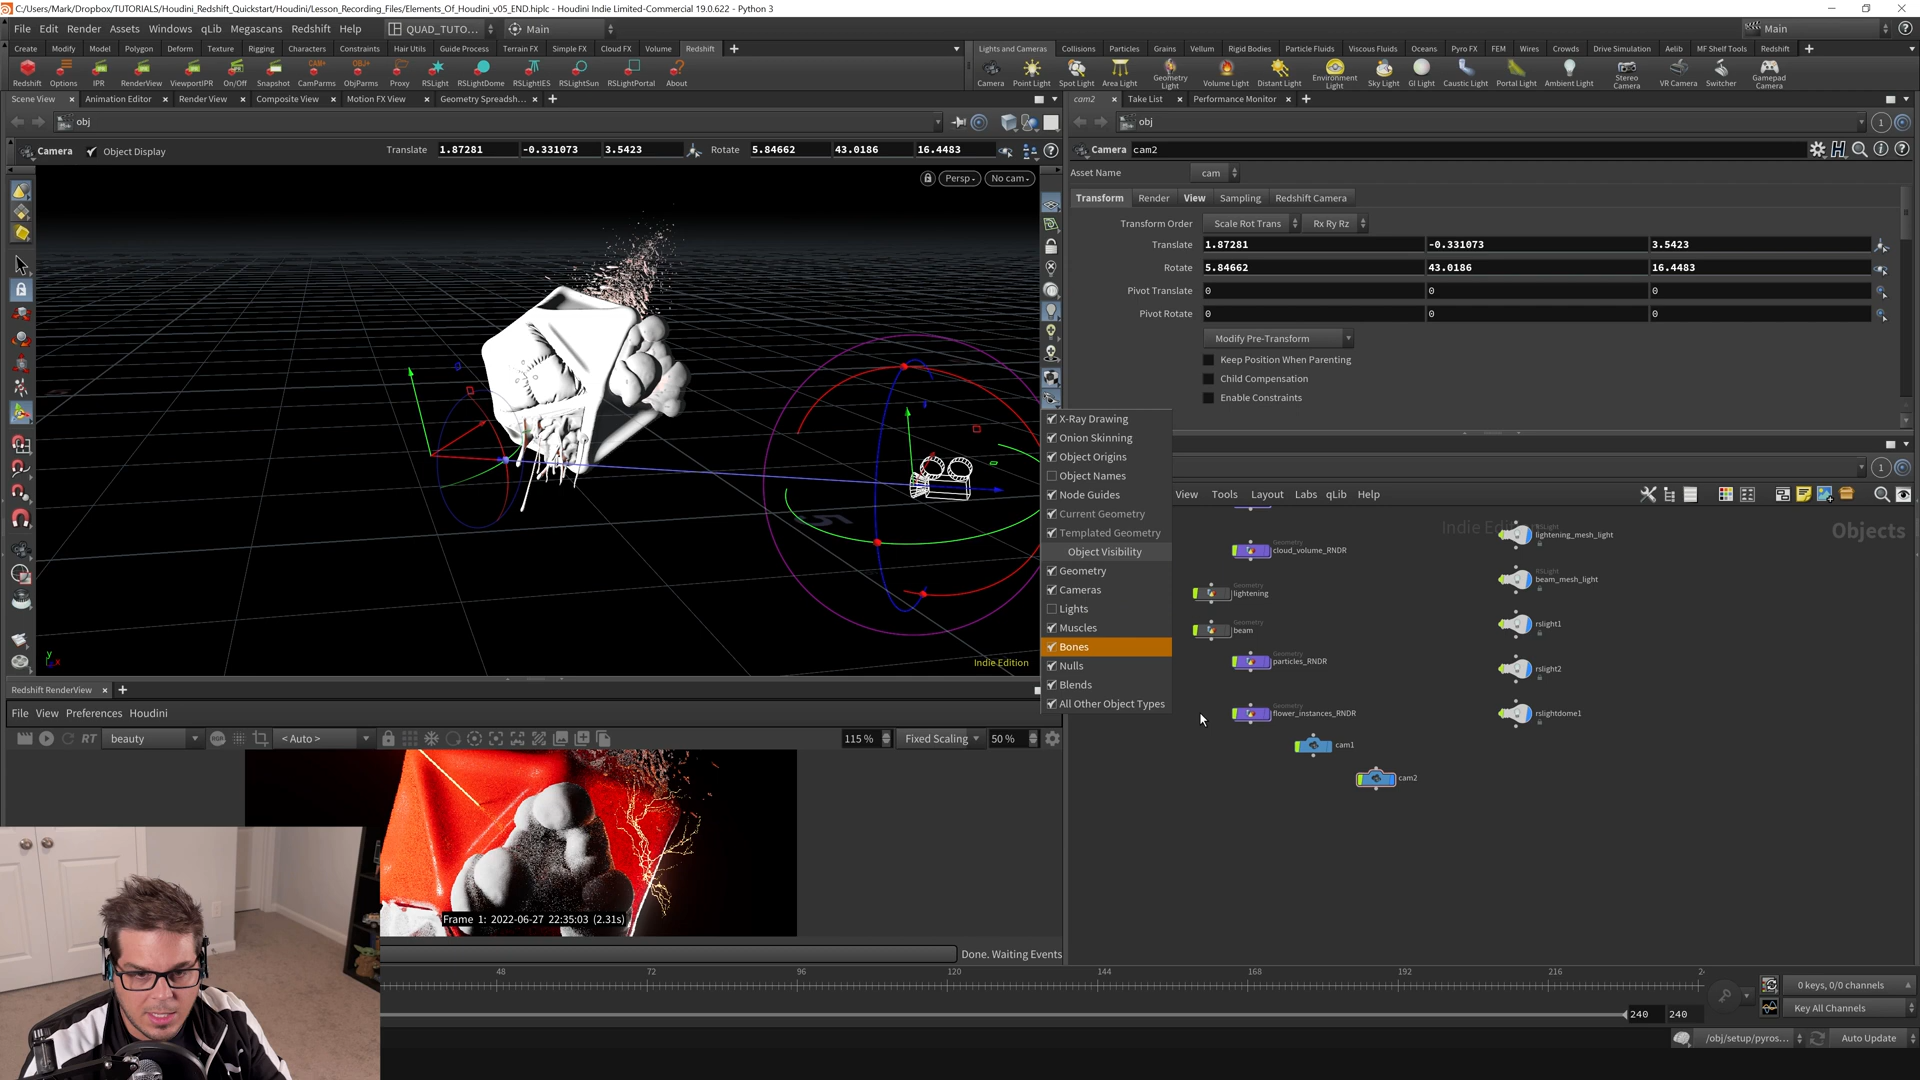 C:/Users/Mark/Dropbox/TUTORIALS/Houdini_Redshift_Quickstart/Houdini/Lesson_Recording_Files/Elements_Of_Houdini_v05_END.hiplc - Houdini Indie Limited-Commercial 19.0.622 - Python 3
File Edit Render Assets Windows qLib Megascans Redshift Help QUAD_TUTO... Main Main
Create Modify Model Polygon Deform Texture Rigging Characters Constraints Hair Utils Guide Process Terrain FX Simple FX Cloud FX Volume Redshift
Lights and Cameras Collisions Particles Grains Vellum Rigid Bodies Particle Fluids Viscous Fluids Oceans Pyro FX FEM Wires Crowds Drive Simulation Aelib MF Shelf Tools Redshift
Redshift Options IPR RenderView ViewportIPR On/Off Snapshot CamParms ObjParms Proxy RSLight RSLightDome RSLightIES RSLightSun RSLightPortal About
Camera Point Light Spot Light Area Light Geometry Light Volume Light Distant Light Environment Light Sky Light GI Light Caustic Light Portal Light Ambient Light Stereo Camera VR Camera Switcher Gamepad Camera
Scene View Animation Editor Render View Composite View Motion FX View Geometry Spreadsh...
cam2 Take List Performance Monitor
obj
obj 1
Camera Object Display Translate 1.87281 -0.331073 3.5423 Rotate 5.84662 43.0186 16.4483
Camera cam2
Asset Name cam
Persp No cam
Transform Render View Sampling Redshift Camera
Transform Order Scale Rot Trans Rx Ry Rz
Translate 1.87281 -0.331073 3.5423
Rotate 5.84662 43.0186 16.4483
Pivot Translate 0 0 0
Pivot Rotate 0 0 0
Modify Pre-Transform
Keep Position When Parenting
Child Compensation
Enable Constraints
X-Ray Drawing
Onion Skinning
Object Origins
Object Names
Node Guides
Current Geometry
Templated Geometry
Object Visibility
Geometry
Cameras
Lights
Muscles
Bones
Nulls
Blends
All Other Object Types
Indie Edition
y
x
1
View Tools Layout Labs qLib Help
Indie Edi
Objects
Geometry
cloud_volume_RNDR
Geometry
lightening
Geometry
beam
Geometry
particles_RNDR
Geometry
flower_instances_RNDR
cam1
cam2
RSLight
lightening_mesh_light
RSLight
beam_mesh_light
rslight1
rslight2
rslightdome1
Redshift RenderView
File View Preferences Houdini
RT beauty RGB < Auto > 115 % Fixed Scaling 50 %
Frame 1: 2022-06-27 22:35:03 (2.31s)
Done. Waiting Events
48 72 96 120 144 168 192 216 2
0 keys, 0/0 channels
240 240 Key All Channels
/obj/setup/pyros... Auto Update